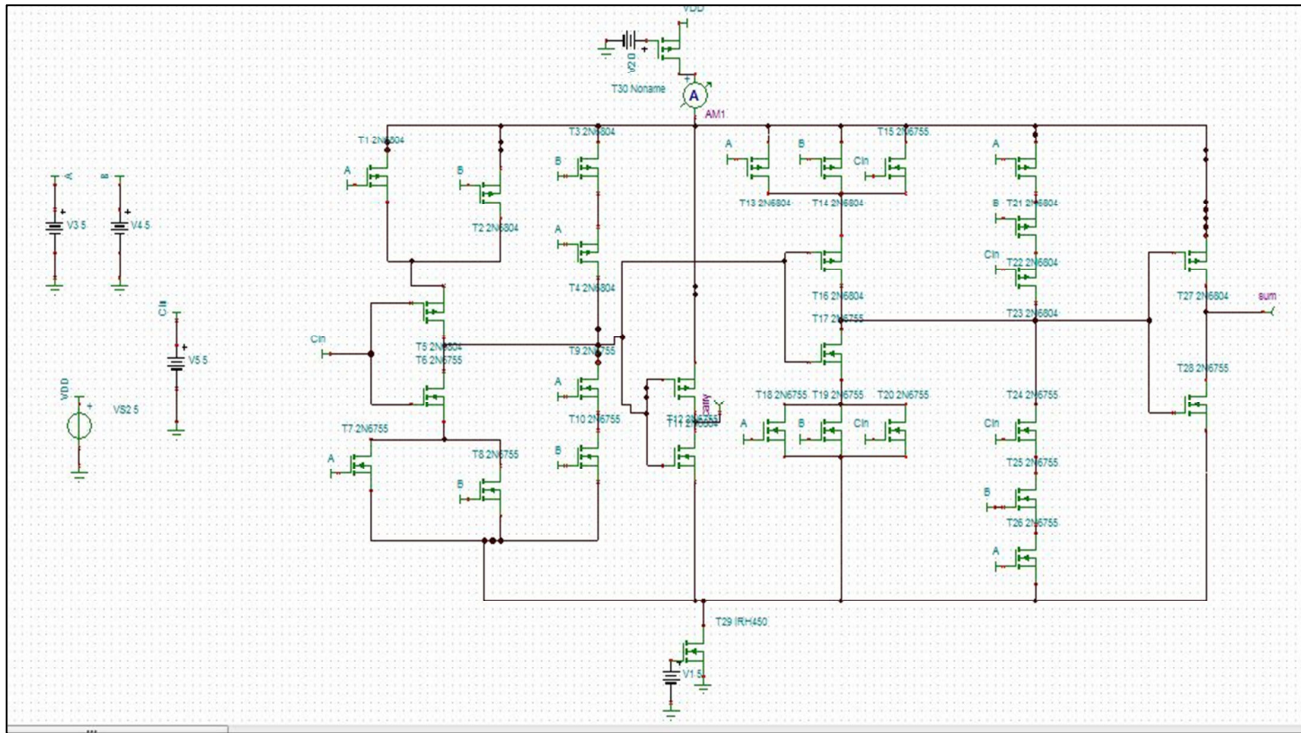 VDD
V2 0
T30 Noname
A
AM1
T1 2N6804
A
B
T2 2N6804
T3 2N6804
B
A
T4 2N6804
A
B
T13 2N6804
T14 2N6804
T15 2N6755
Cin
A
T21 2N6804
B
T22 2N6804
Cin
T23 2N6804
A
V3 5
B
V4 5
Cin
V5 5
VDD
VS2 5
Cin
T5 2N6804
T6 2N6755
T9 2N6755
A
T10 2N6755
B
T7 2N6755
A
T8 2N6755
B
carry
T16 2N6804
T17 2N6755
T18 2N6755
T19 2N6755
T20 2N6755
A
B
Cin
T24 2N6755
Cin
T25 2N6755
B
T26 2N6755
A
T27 2N6804
sum
T28 2N6755
T29 IRH450
V1 5